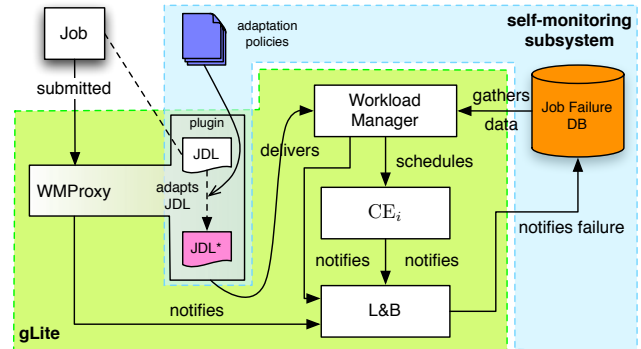 Job
adaptation
policies
self-monitoring
subsystem
submitted
plugin
Workload
Manager
gathers
data
Job Failure
DB
JDL
delivers
schedules
WMProxy
adapts
JDL
CEi
notifies failure
JDL*
notifies
notifies
notifies
L&B
gLite